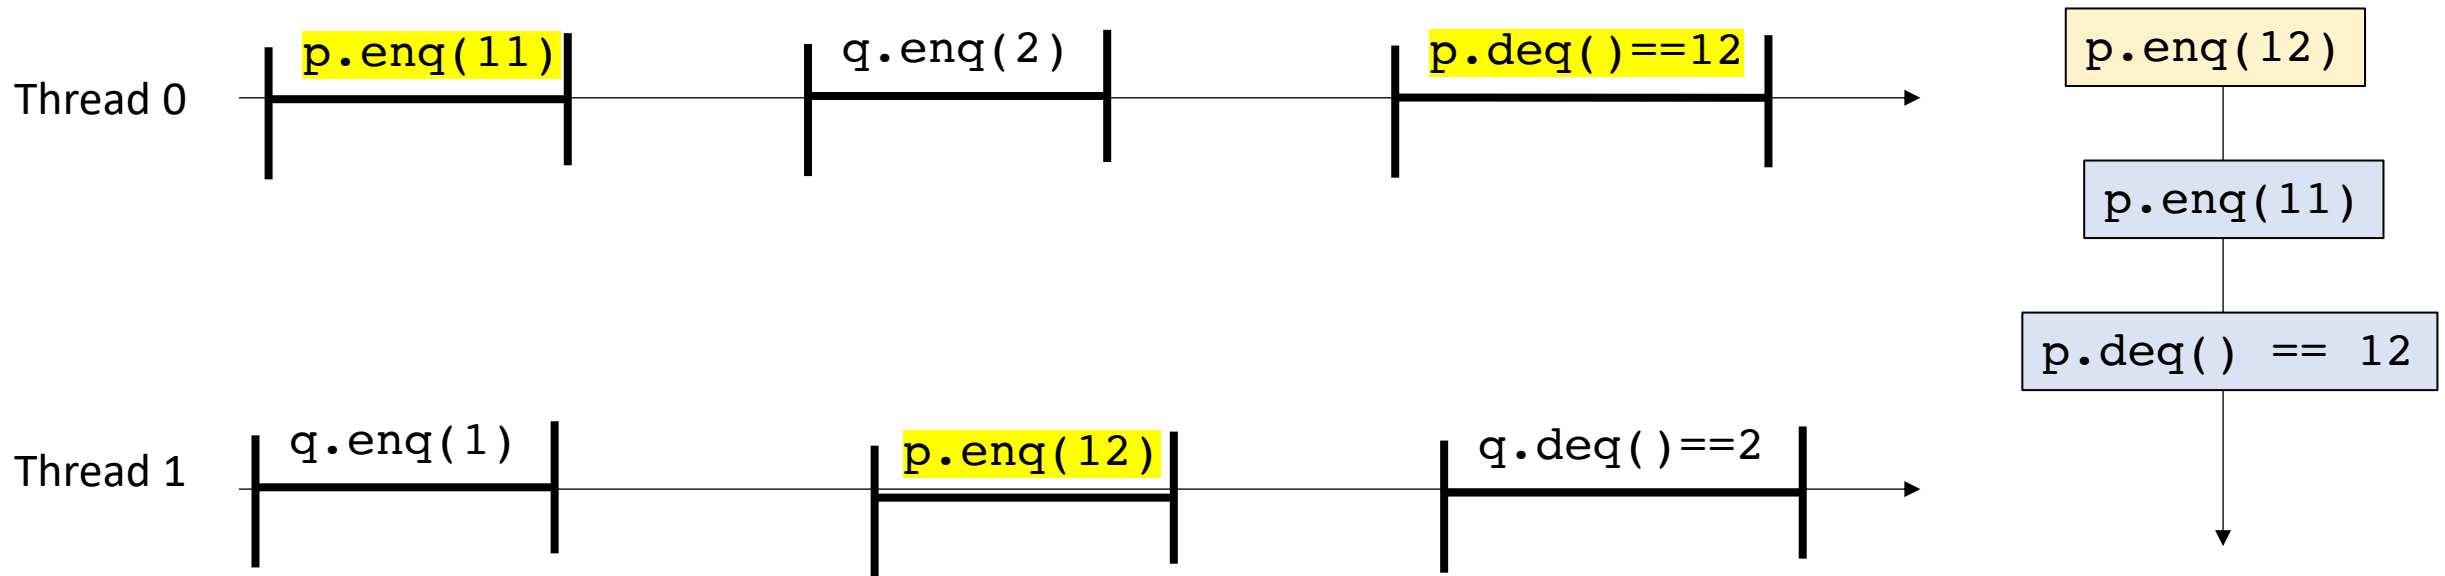 Thread 0
p.enq(11)
q.enq(2)
p.deq()==12
Thread 1
q.enq(1)
p.enq(12)
q.deq()==2
p.enq(12)
p.enq(11)
p.deq() == 12